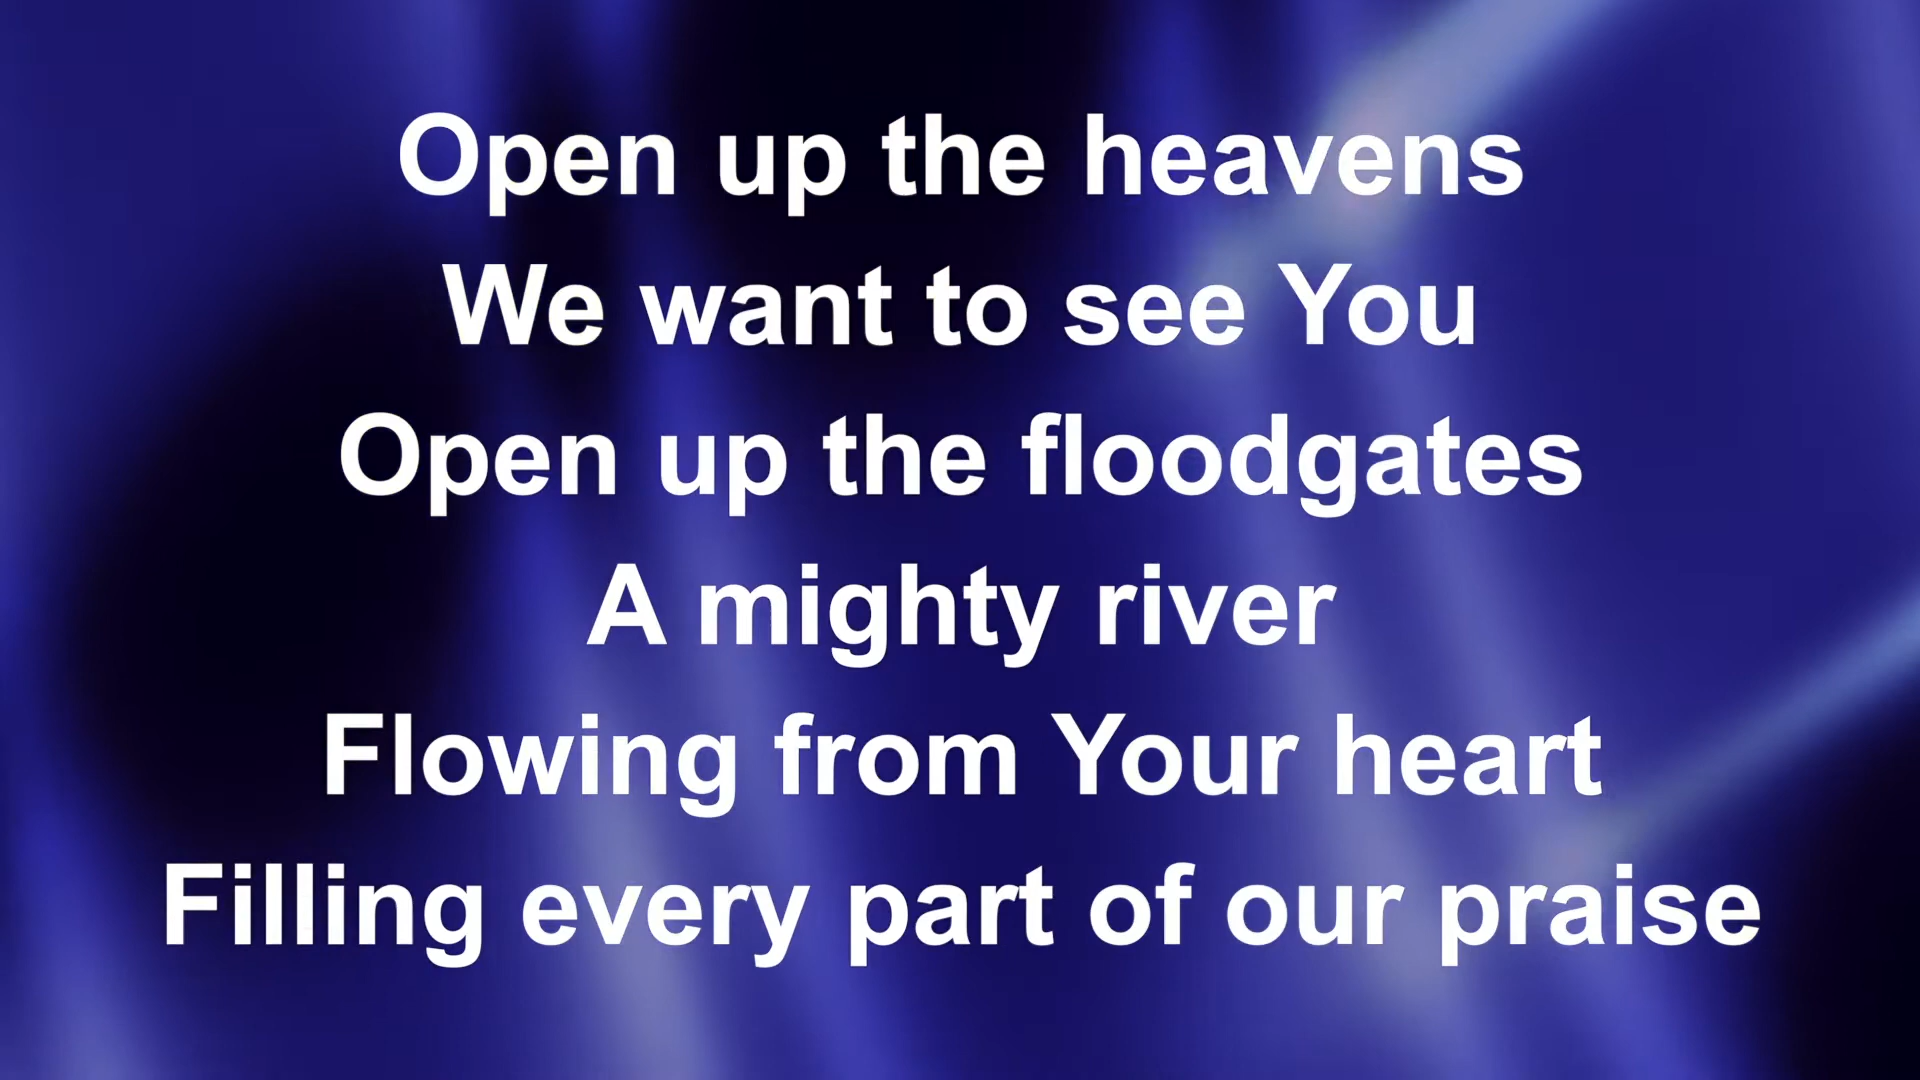 Open up the heavens
We want to see You
Open up the floodgates
A mighty river
Flowing from Your heart
Filling every part of our praise